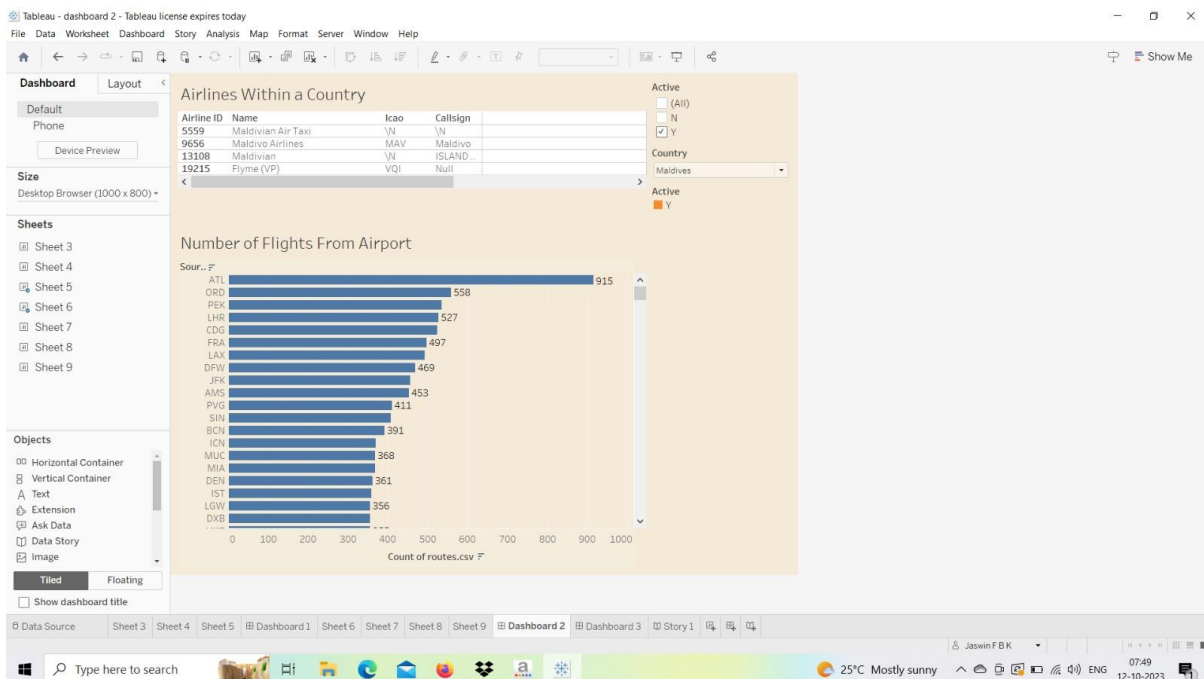 Tableau - dashboard 2 - Tableau license expires today
File Data Worksheet Dashboard Story Analysis Map Format Server Window Help
Show Me
Dashboard Layout
Default
Phone
Device Preview
Size
Desktop Browser (1000 x 800)
Sheets
Sheet 3
Sheet 4
Sheet 5
Sheet 6
Sheet 7
Sheet 8
Sheet 9
Objects
Horizontal Container
Vertical Container
Text
Extension
Ask Data
Data Story
Image
Tiled Floating
Show dashboard title
Airlines Within a Country
Airline ID Name Icao Callsign
5559 Maldivian Air Taxi \N \N
9656 Maldivo Airlines MAV Maldivo
13108 Maldivian \N ISLAND ..
19215 Flyme (VP) VQI Null
Active
(All)
N
Y
Country
Maldives
Active
Y
Number of Flights From Airport
Sour..
ATL 915
ORD 558
PEK
LHR 527
CDG
FRA 497
LAX
DFW 469
JFK
AMS 453
PVG 411
SIN
BCN 391
ICN
MUC 368
MIA
DEN 361
IST
LGW 356
DXB
0 100 200 300 400 500 600 700 800 900 1000
Count of routes.csv
Data Source Sheet 3 Sheet 4 Sheet 5 Dashboard 1 Sheet 6 Sheet 7 Sheet 8 Sheet 9 Dashboard 2 Dashboard 3 Story 1
Jaswin F B K
Type here to search
a
25°C Mostly sunny
ENG
07:49
12-10-2023